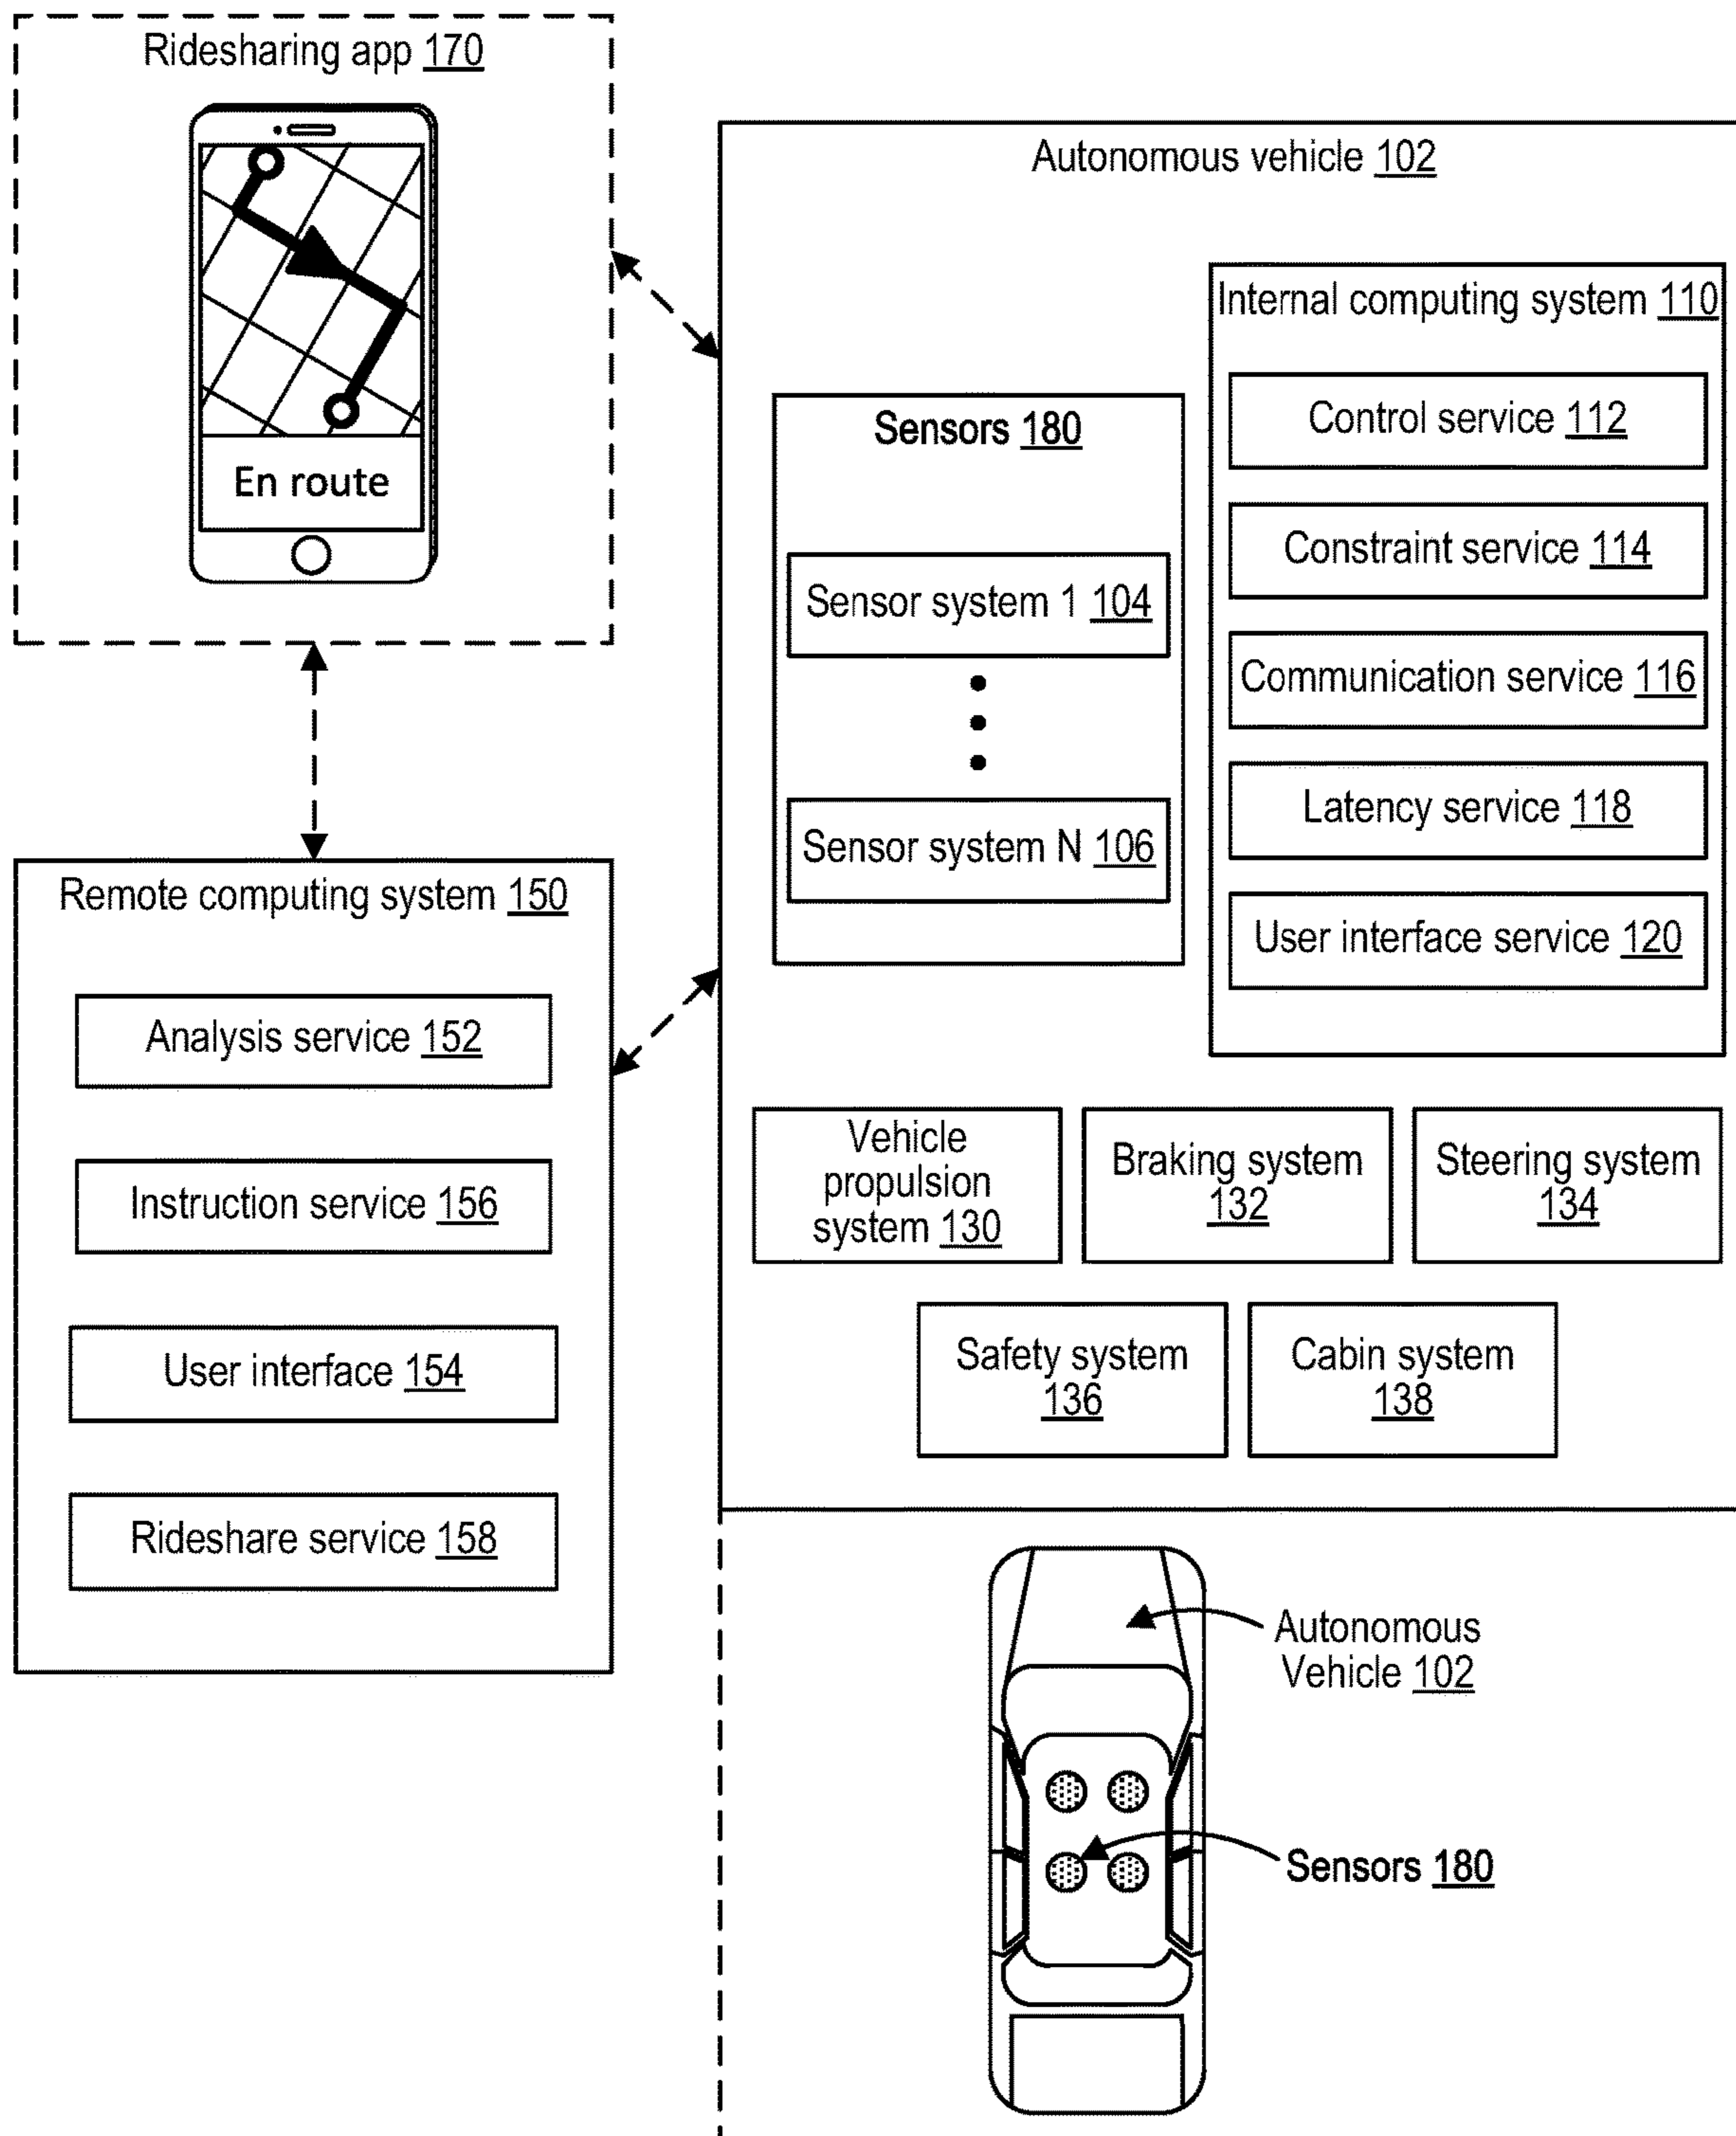 Ridesharing app 170
En route
Remote computing system 150
Analysis service 152
Instruction service 156
User interface 154
Rideshare service 158
Autonomous vehicle 102
Sensors 180
Sensor system 1 104
Sensor system N 106
Internal computing system 110
Control service 112
Constraint service 114
Communication service 116
Latency service 118
User interface service 120
Vehicle
propulsion
system 130
Braking system
132
Steering system
134
Safety system
136
Cabin system
138
Autonomous
Vehicle 102
Sensors 180